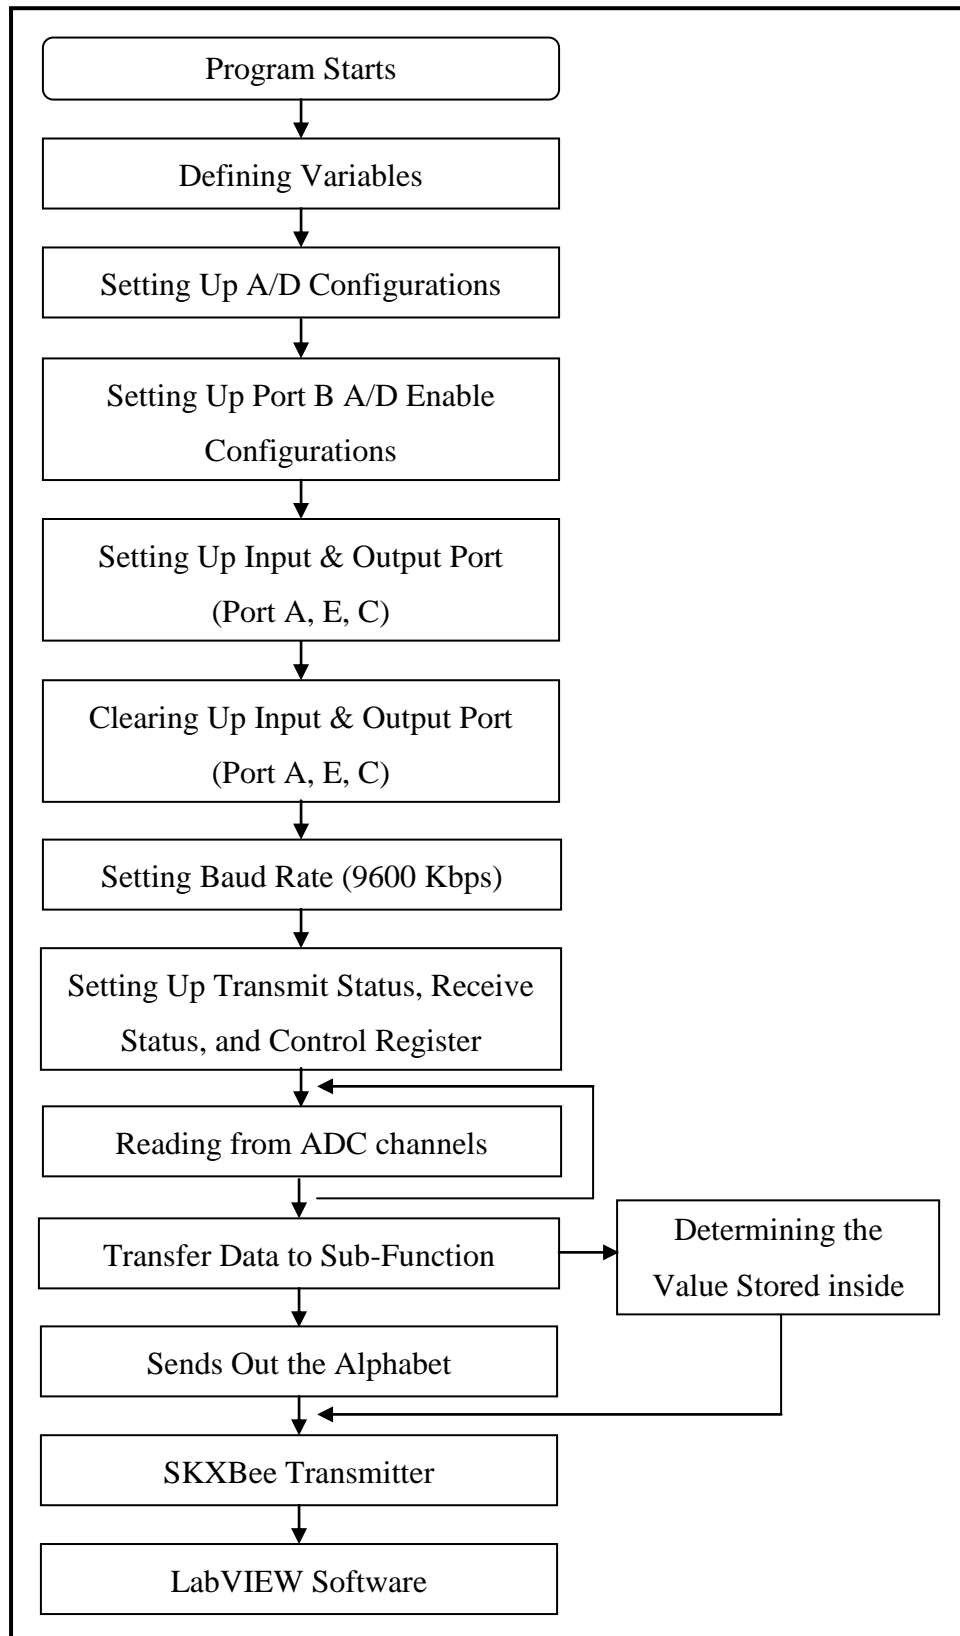 Program Starts
Defining Variables
Setting Up A/D Configurations
Setting Up Port B A/D Enable
Configurations
Setting Up Input & Output Port
(Port A, E, C)
Clearing Up Input & Output Port
(Port A, E, C)
Setting Baud Rate (9600 Kbps)
Setting Up Transmit Status, Receive
Status, and Control Register
Reading from ADC channels
Transfer Data to Sub-Function
Determining the
Value Stored inside
Sends Out the Alphabet
SKXBee Transmitter
LabVIEW Software